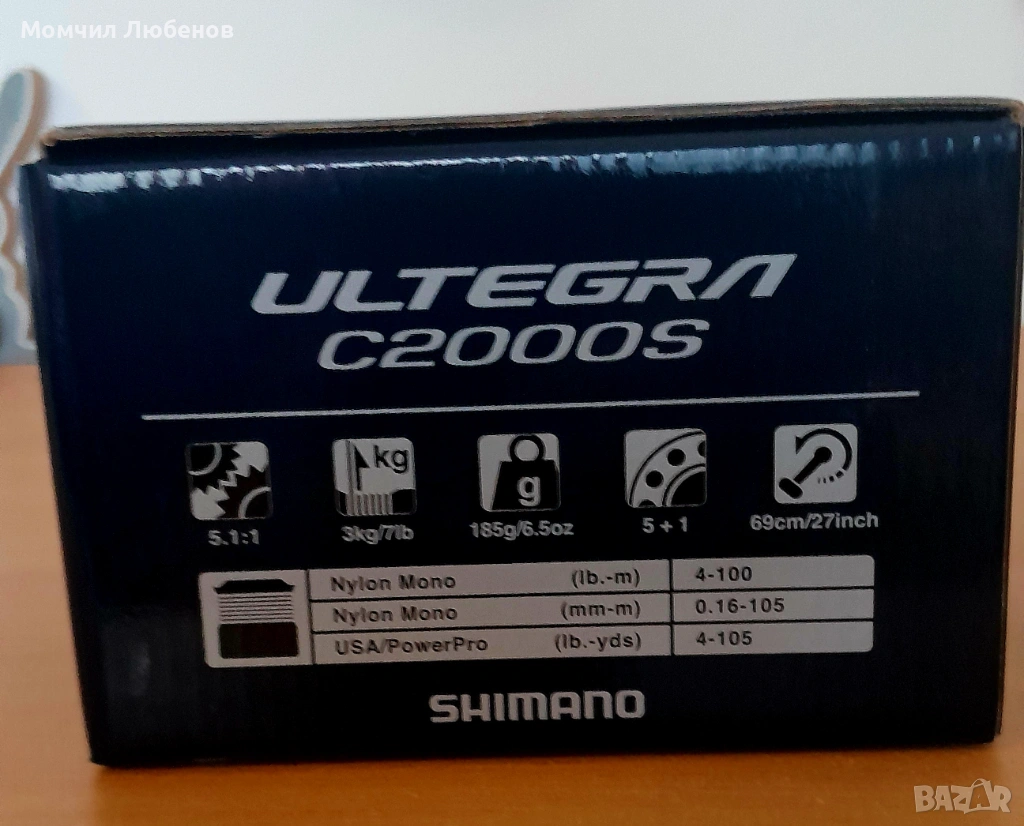 Момчил Любенов
ULTEGRA
C2000S
kg
g
5.1:1
3kg/7lb
185g/6.5oz
5+1
69cm/27inch
Nylon Mono (lb.-m) 4-100
Nylon Mono (mm-m) 0.16-105
USA/PowerPro (lb.-yds) 4-105
SHIMANO
BAZAR